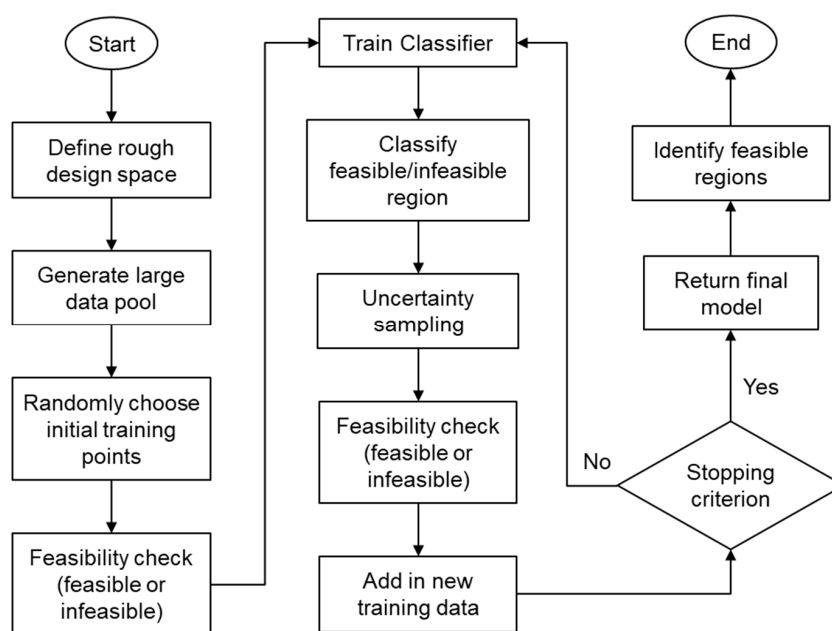 Start
Define rough
design space
Generate large
data pool
Randomly choose
initial training
points
Feasibility check
(feasible or
infeasible)
Train Classifier
Classify
feasible/infeasible
region
Uncertainty
sampling
Feasibility check
(feasible or
infeasible)
Add in new
training data
Stopping
criterion
No
Yes
Return final
model
Identify feasible
regions
End